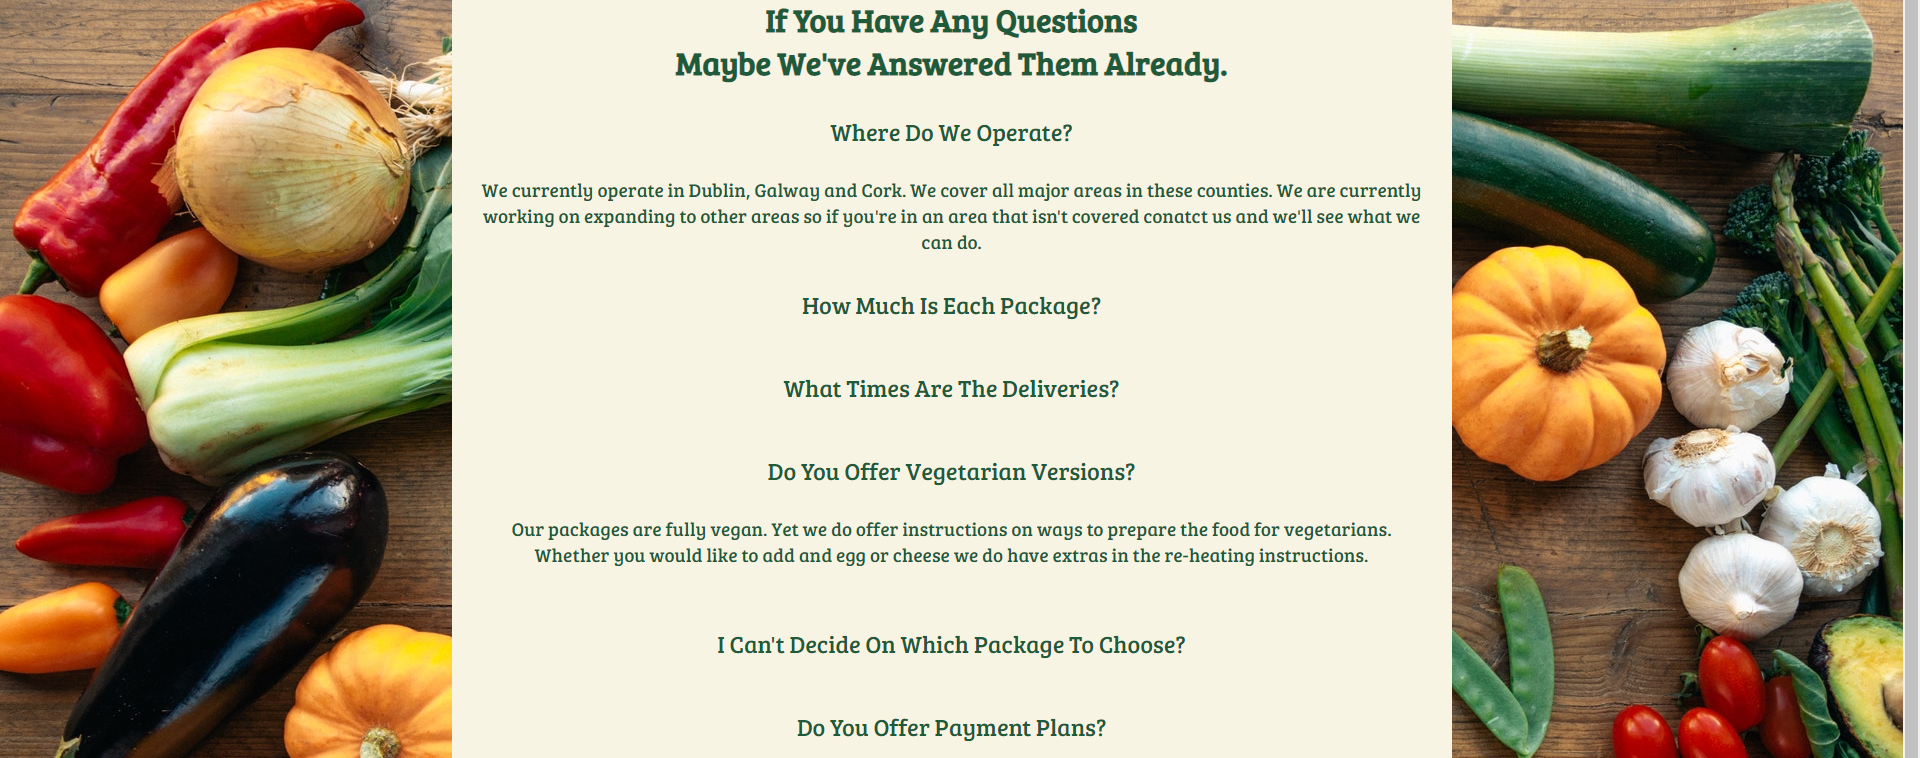 If You Have Any Questions
Maybe We've Answered Them Already.
Where Do We Operate?
We currently operate in Dublin, Galway and Cork. We cover all major areas in these counties. We are currently
working on expanding to other areas so if you're in an area that isn't covered conatct us and we'll see what we
can do.
How Much Is Each Package?
What Times Are The Deliveries?
Do You Offer Vegetarian Versions?
Our packages are fully vegan. Yet we do offer instructions on ways to prepare the food for vegetarians.
Whether you would like to add and egg or cheese we do have extras in the re-heating instructions.
I Can't Decide On Which Package To Choose?
Do You Offer Payment Plans?